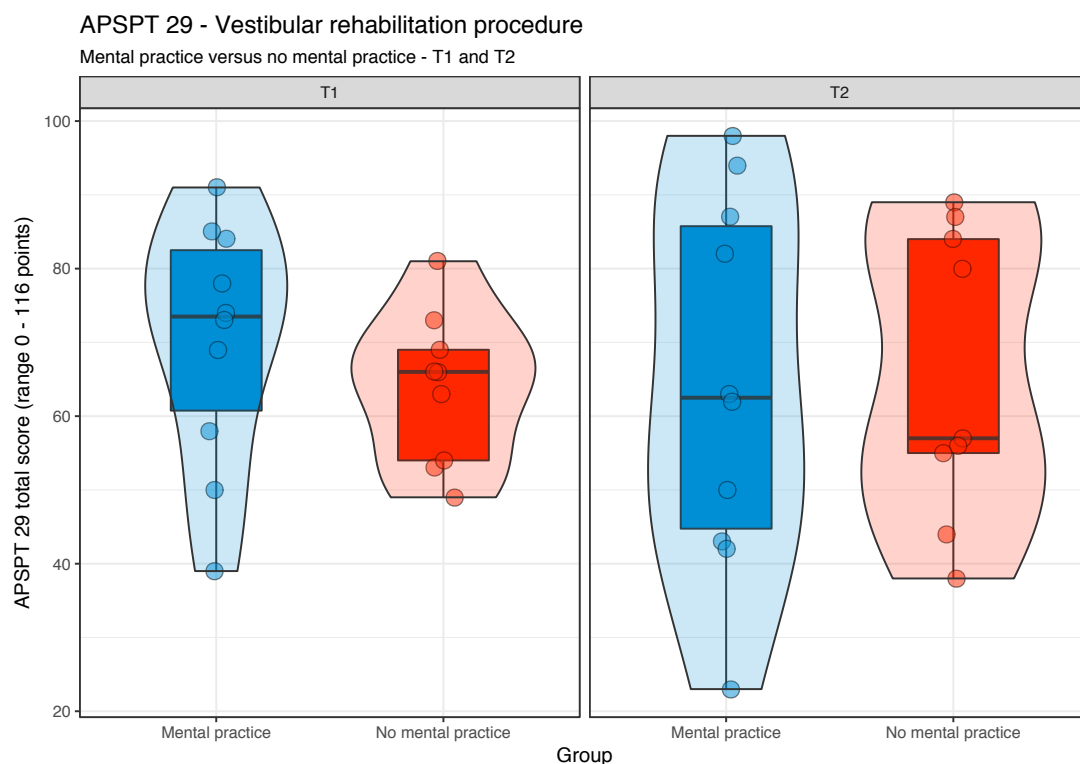 APSPT 29 - Vestibular rehabilitation procedure
Mental practice versus no mental practice - T1 and T2
T1
T2
APSPT 29 total score (range 0 - 116 points)
100
80
60
40
20
Mental practice
No mental practice
Mental practice
No mental practice
Group